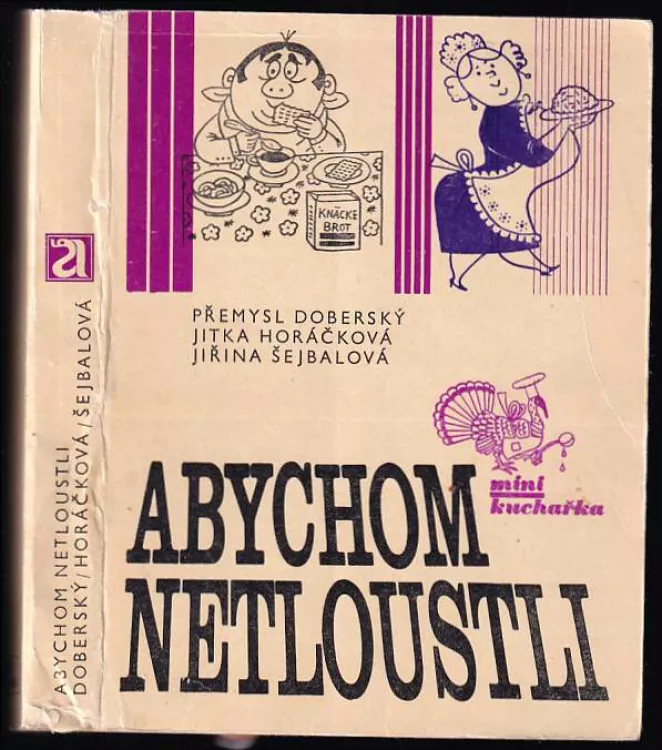 KNÄCKE
BROT
PŘEMYSL DOBERSKÝ
JITKA HORÁČKOVÁ
JIŘINA ŠEJBALOVÁ
mini
kuchařka
ABYCHOM
NETLOUSTLI
ABYCHOM NETLOUSTLI
DOBERSKÝ/HORÁČKOVÁ/ŠEJBALOVÁ